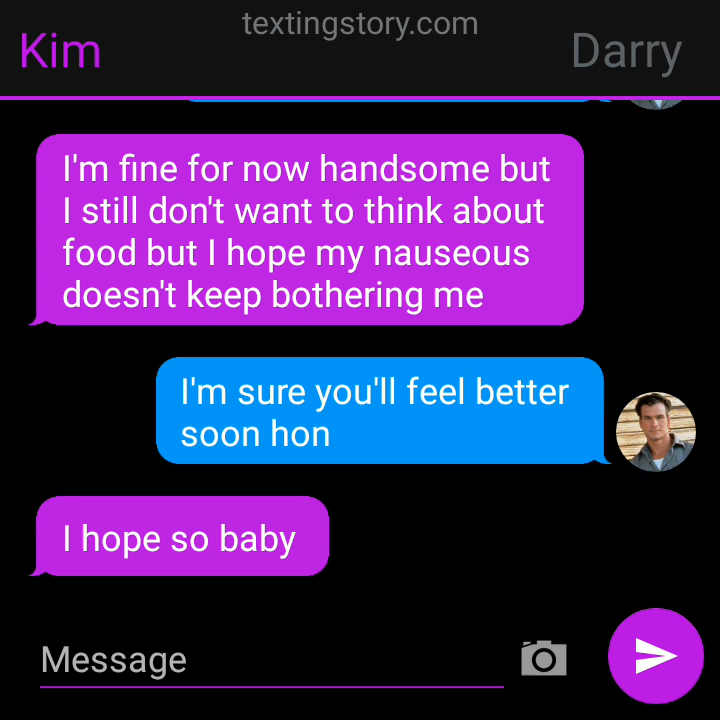 textingstory.com
Kim
Darry
I'm fine for now handsome but
I still don't want to think about
food but I hope my nauseous
doesn't keep bothering me
I'm sure you'll feel better
soon hon
I hope so baby
Message